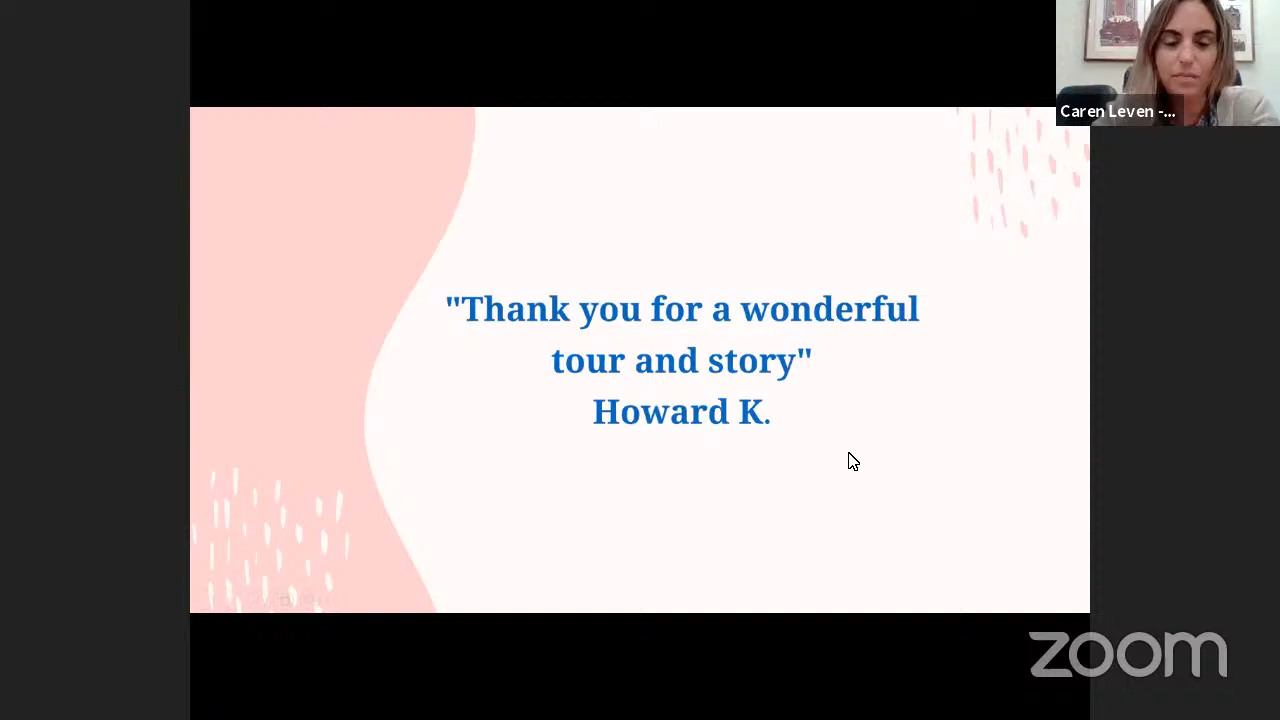 Caren Leven -...
"Thank you for a wonderful
tour and story"
Howard K.
zoom